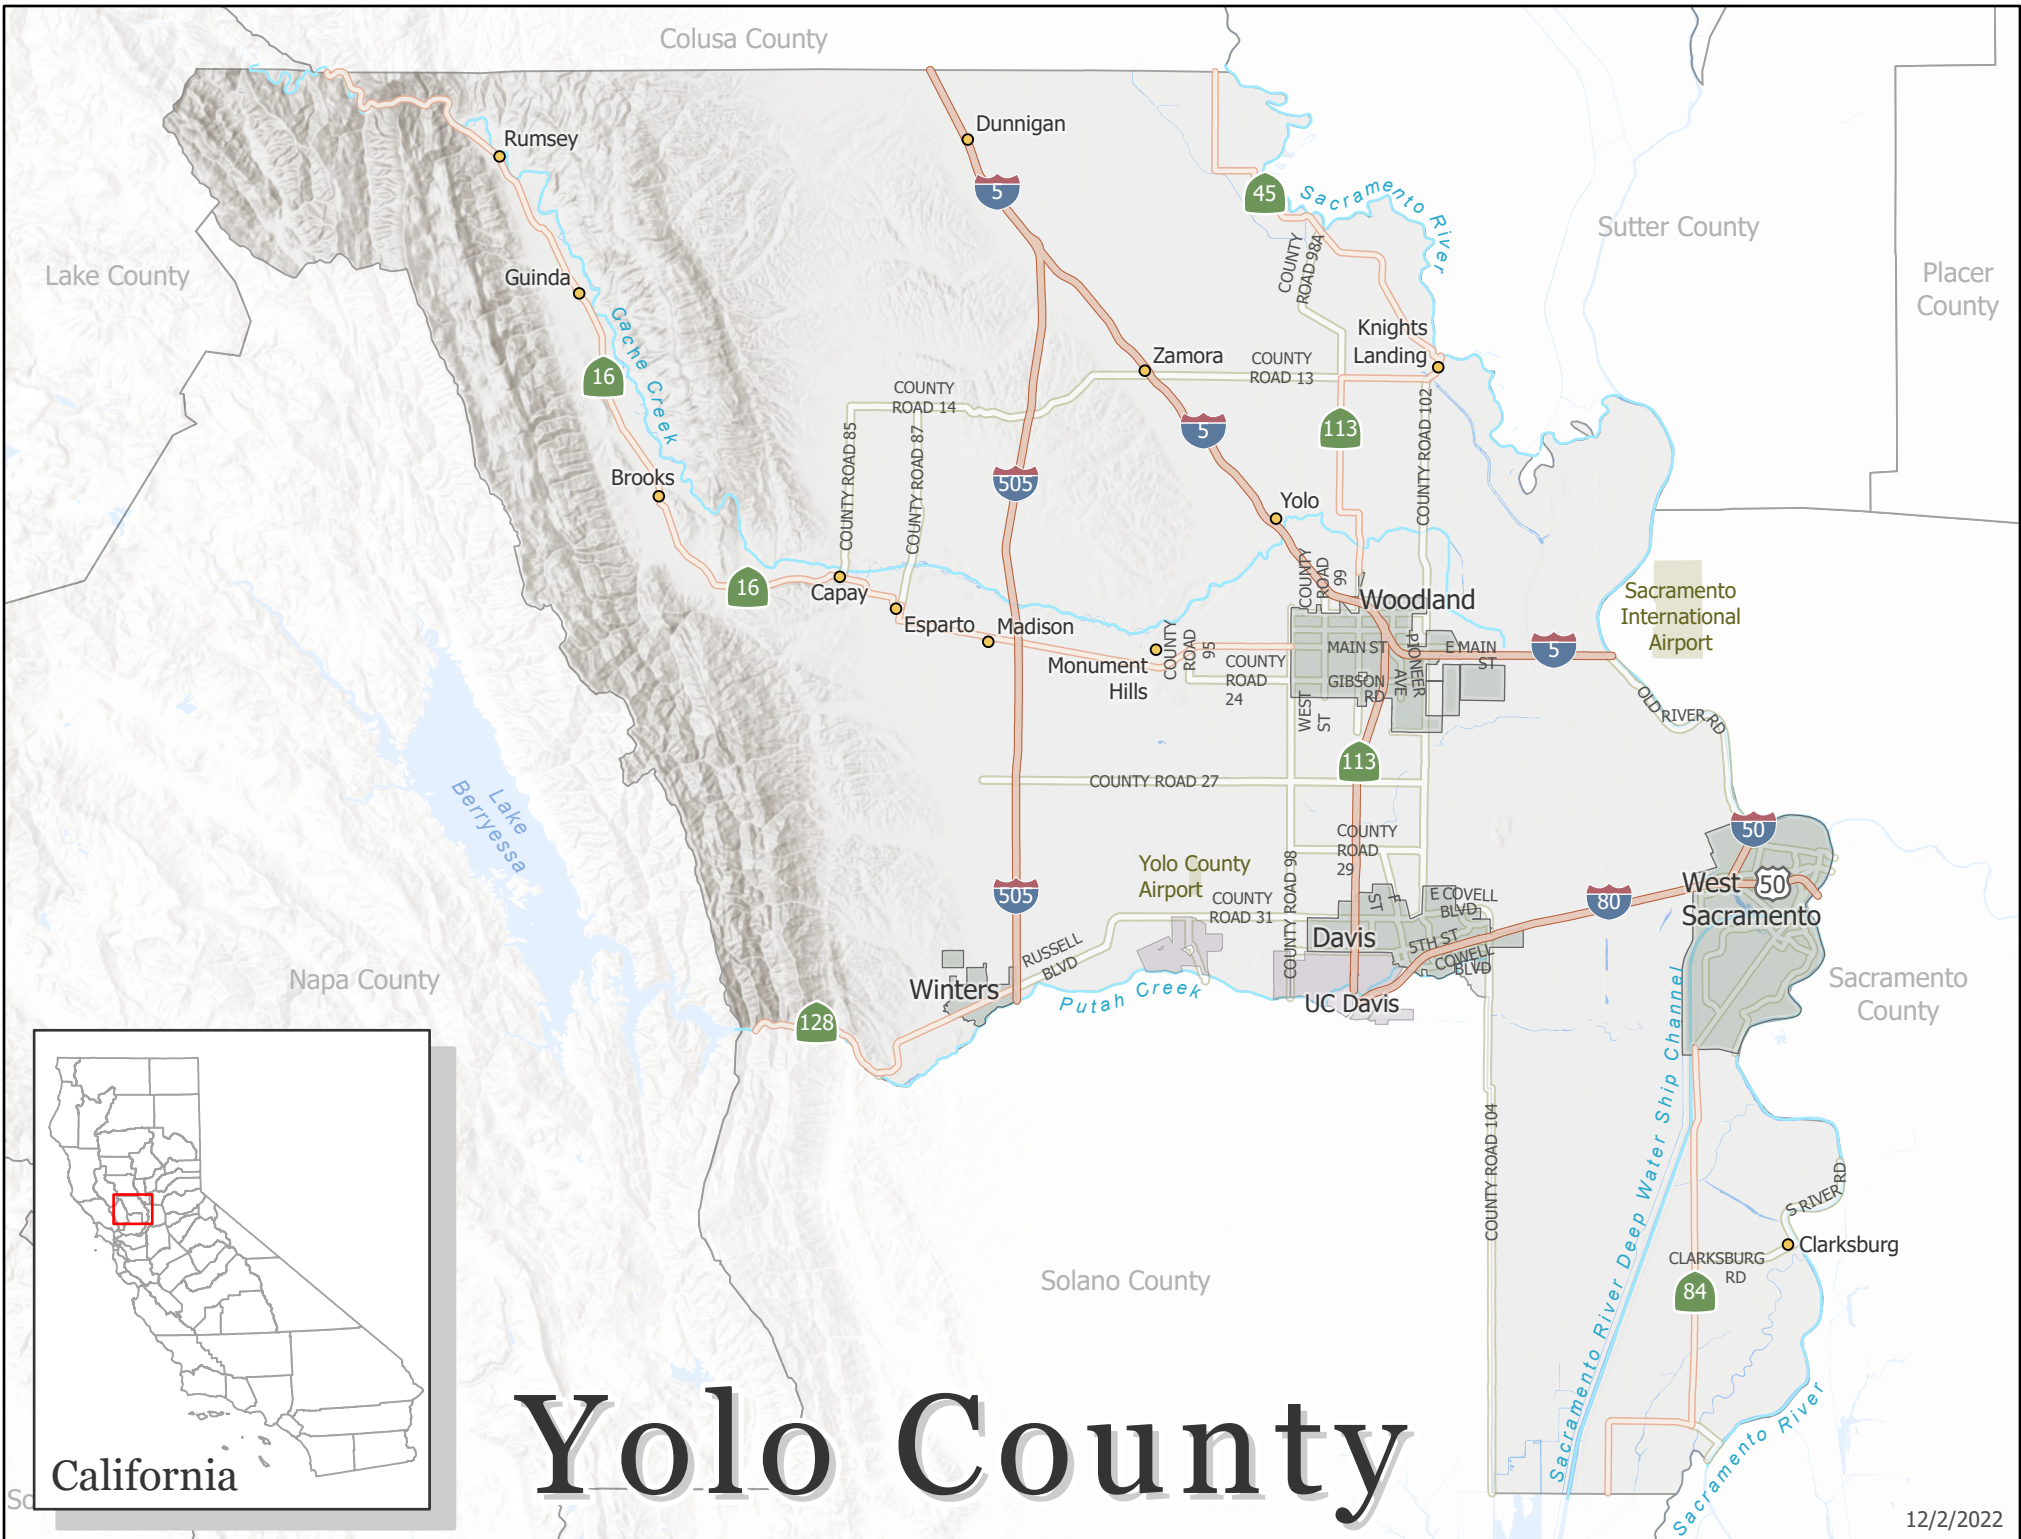 Colusa County
Dunnigan
Rumsey
5
45
Sacramento River
Sutter County
COUNTY
ROAD 98A
Lake County
Guinda
Placer
County
Cache Creek
Knights
Landing
Zamora
COUNTY
ROAD 13
16
COUNTY
ROAD 14
COUNTY ROAD 85
COUNTY ROAD 87
5
113
COUNTY ROAD 102
Brooks
505
Yolo
COUNTY
ROAD
99
16
Capay
Woodland
Sacramento
International
Airport
Esparto
Madison
COUNTY
ROAD
95
MAIN ST
PIONEER
AVE
E MAIN
ST
5
Monument
Hills
COUNTY
ROAD
24
GIBSON
RD
WEST
ST
OLD RIVER RD
113
COUNTY ROAD 27
Lake
Berryessa
COUNTY
ROAD
29
50
Yolo County
Airport
COUNTY ROAD 98
505
COUNTY
ROAD 31
F
ST
E COVELL
BLVD
80
West
Sacramento
50
Davis
5TH ST
COWELL
BLVD
RUSSELL
BLVD
Napa County
Winters
Putah Creek
UC Davis
Sacramento
County
128
Sacramento River Deep Water Ship Channel
COUNTY ROAD 104
S RIVER RD
Clarksburg
CLARKSBURG
RD
84
Solano County
Sacramento River
California
So
Yolo County
12/2/2022